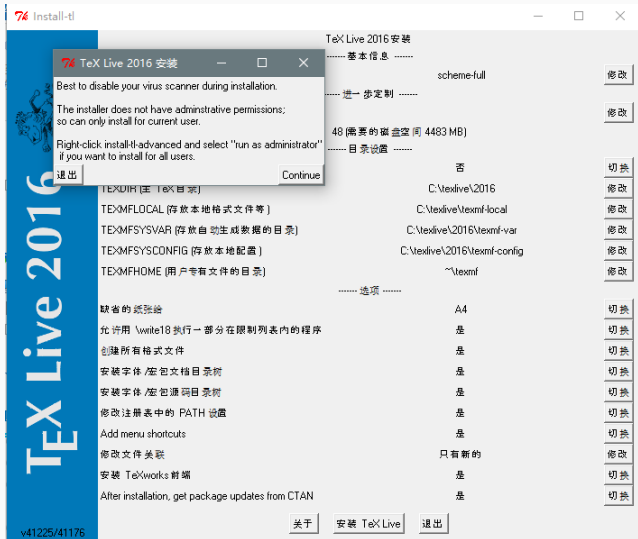 Install-tl
TeX Live 2016 安装
------- 基本信息 -------
scheme-full
修改
进一步定制 -------
修改
48 (需要的磁盘空间 4483 MB)
------- 目录设置 -------
否
切换
TeX Live 2016 安装
Best to disable your virus scanner during installation.
The installer does not have adminstrative permissions;
so can only install for current user.
Right-click install-tl-advanced and select "run as administrator"
if you want to install for all users.
退出
Continue
TEXDIR (主 TeX 目录)
C:\texlive\2016
修改
TEXMFLOCAL (存放本地格式文件等)
C:\texlive\texmf-local
修改
TEXMFSYSVAR (存放自动生成数据的目录)
C:\texlive\2016\texmf-var
修改
TEXMFSYSCONFIG (存放本地配置)
C:\texlive\2016\texmf-config
修改
TEXMFHOME (用户专有文件的目录)
~\texmf
修改
------- 选项 -------
缺省的纸张给
A4
切换
允许用 \write18 执行一部分在限制列表内的程序
是
切换
创建所有格式文件
是
切换
安装字体/宏包文档目录树
是
切换
安装字体/宏包源码目录树
是
切换
修改注册表中的 PATH 设置
是
切换
Add menu shortcuts
是
切换
修改文件关联
只有新的
修改
安装 TeXworks 前端
是
切换
After installation, get package updates from CTAN
是
切换
关于
安装 TeX Live
退出
TEX Live 2016
v41225/41176